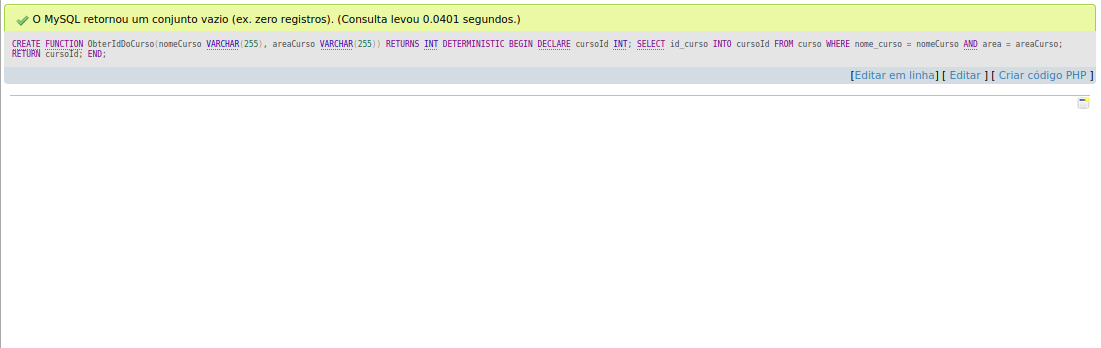 O MySQL retornou um conjunto vazio (ex. zero registros). (Consulta levou 0.0401 segundos.)
CREATE FUNCTION ObterIdDoCurso(nomeCurso VARCHAR(255), areaCurso VARCHAR(255)) RETURNS INT DETERMINISTIC BEGIN DECLARE cursoId INT; SELECT id_curso INTO cursoId FROM curso WHERE nome_curso = nomeCurso AND area = areaCurso;
RETURN cursoId; END;
[Editar em linha] [ Editar ] [ Criar código PHP ]